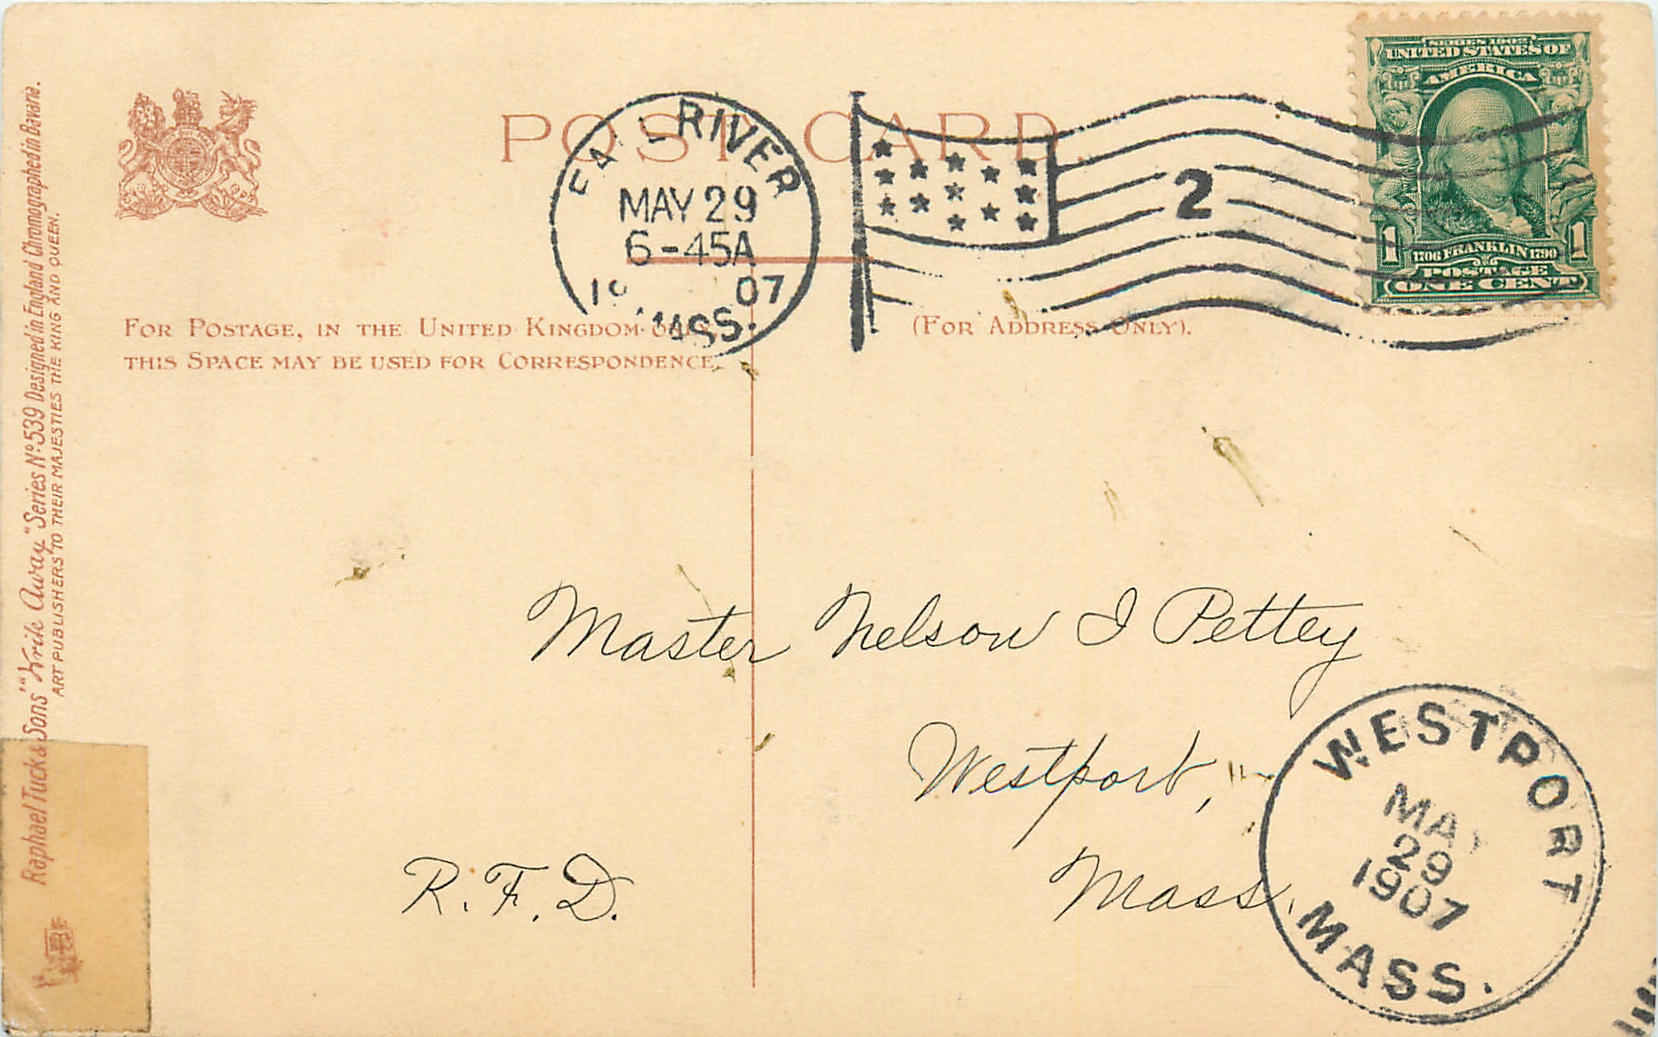 POST CARD
FALL RIVER
MAY 29
6-45A
19 07
MASS.
2
SERIES 1902
UNITED STATES OF
AMERICA
1 1706 FRANKLIN 1790 1
POSTAGE
ONE CENT
FOR POSTAGE, IN THE UNITED KINGDOM ONLY
THIS SPACE MAY BE USED FOR CORRESPONDENCE.
(FOR ADDRESS ONLY).
Raphael Tuck & Sons' "Write Away" Series No 539 Designed in England Chromographed in Bavaria.
ART PUBLISHERS TO THEIR MAJESTIES THE KING AND QUEEN.
Master Nelson I Pettey
Westport,
R.F.D. Mass.
WESTPORT
MAY
29
1907
MASS.